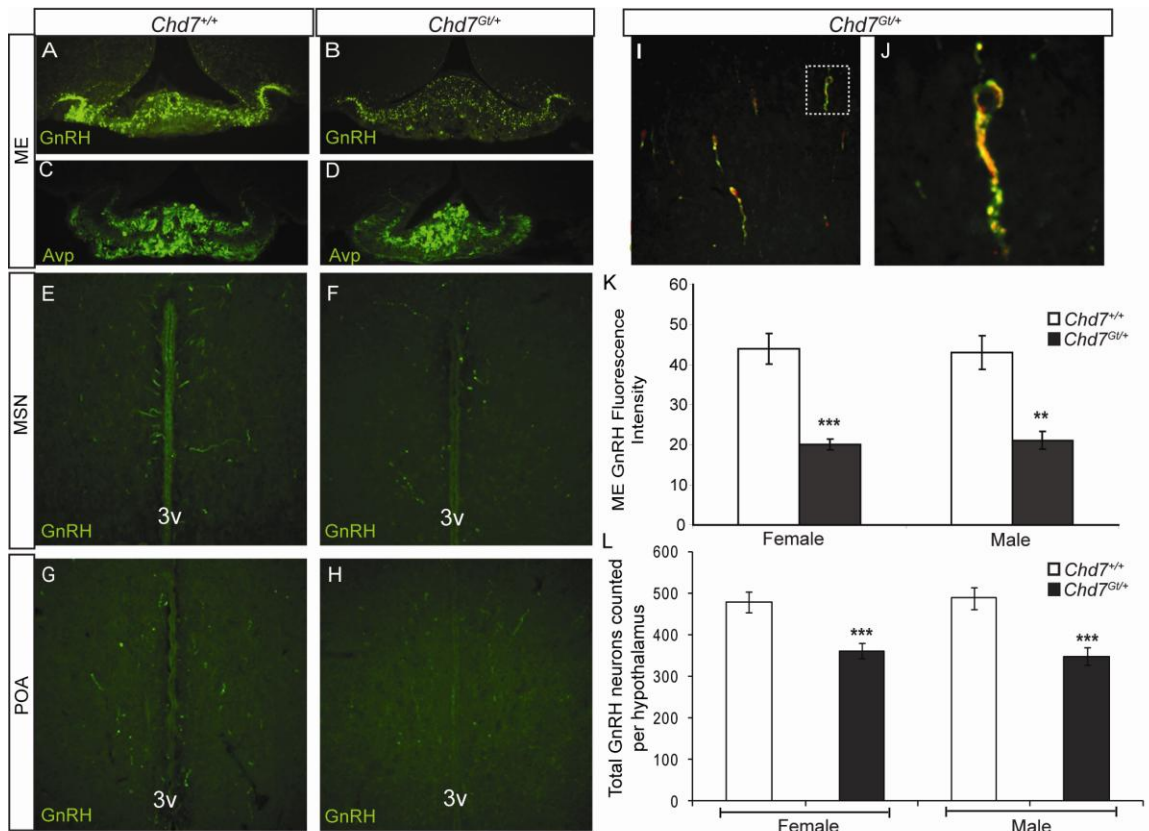 Chd7+/+
Chd7Gt/+
Chd7Gt/+
ME
A
GnRH
B
GnRH
C
Avp
D
Avp
MSN
E
3v
GnRH
F
3v
GnRH
POA
G
3v
GnRH
H
3v
GnRH
I
J
K
ME GnRH Fluorescence
Intensity
60
50
40
30
20
10
0
***
**
Chd7+/+
Chd7Gt/+
Female
Male
L
Total GnRH neurons counted
per hypothalamus
600
500
400
300
200
100
0
***
***
Chd7+/+
Chd7Gt/+
Female
Male